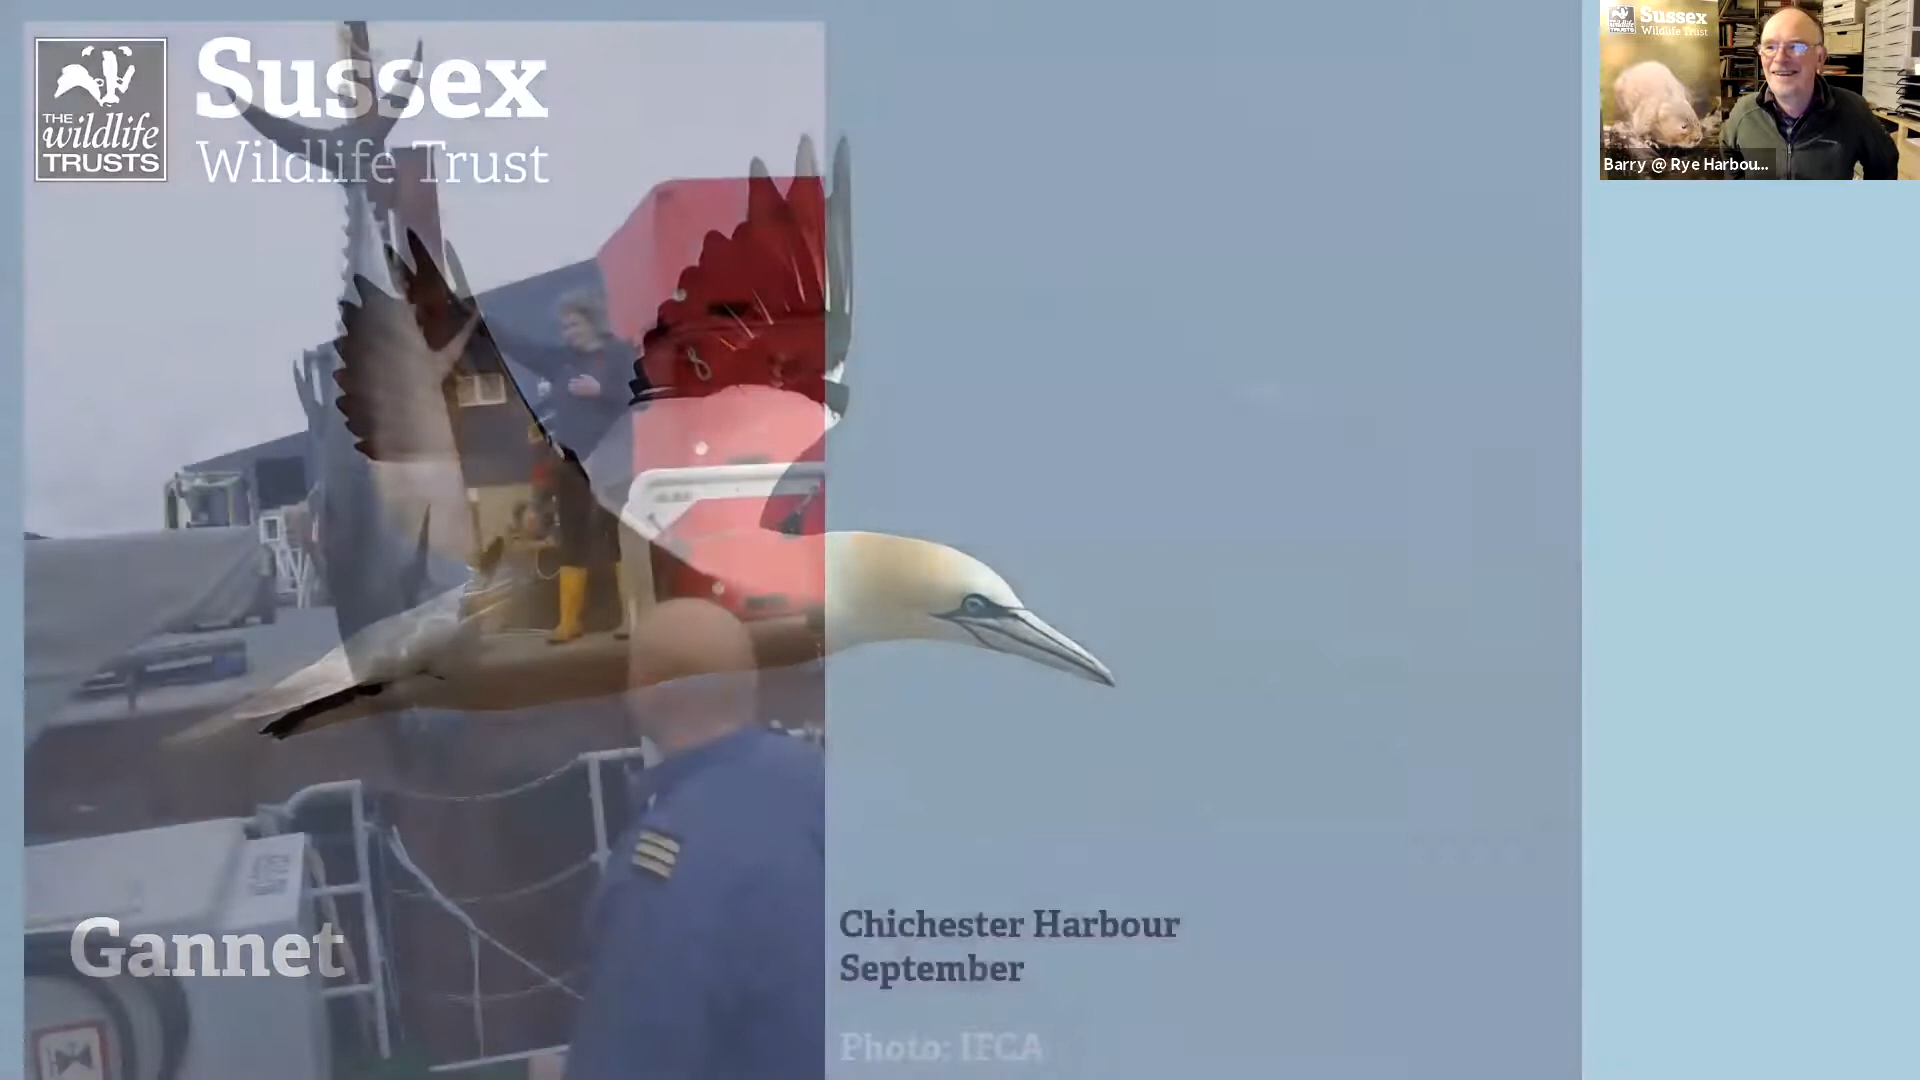 THE
wildlife
TRUSTS
Sussex
Wildlife Trust
Sussex
Wildlife Trust
Barry @ Rye Harbou...
Gannet
Chichester Harbour
September
Photo: IFCA